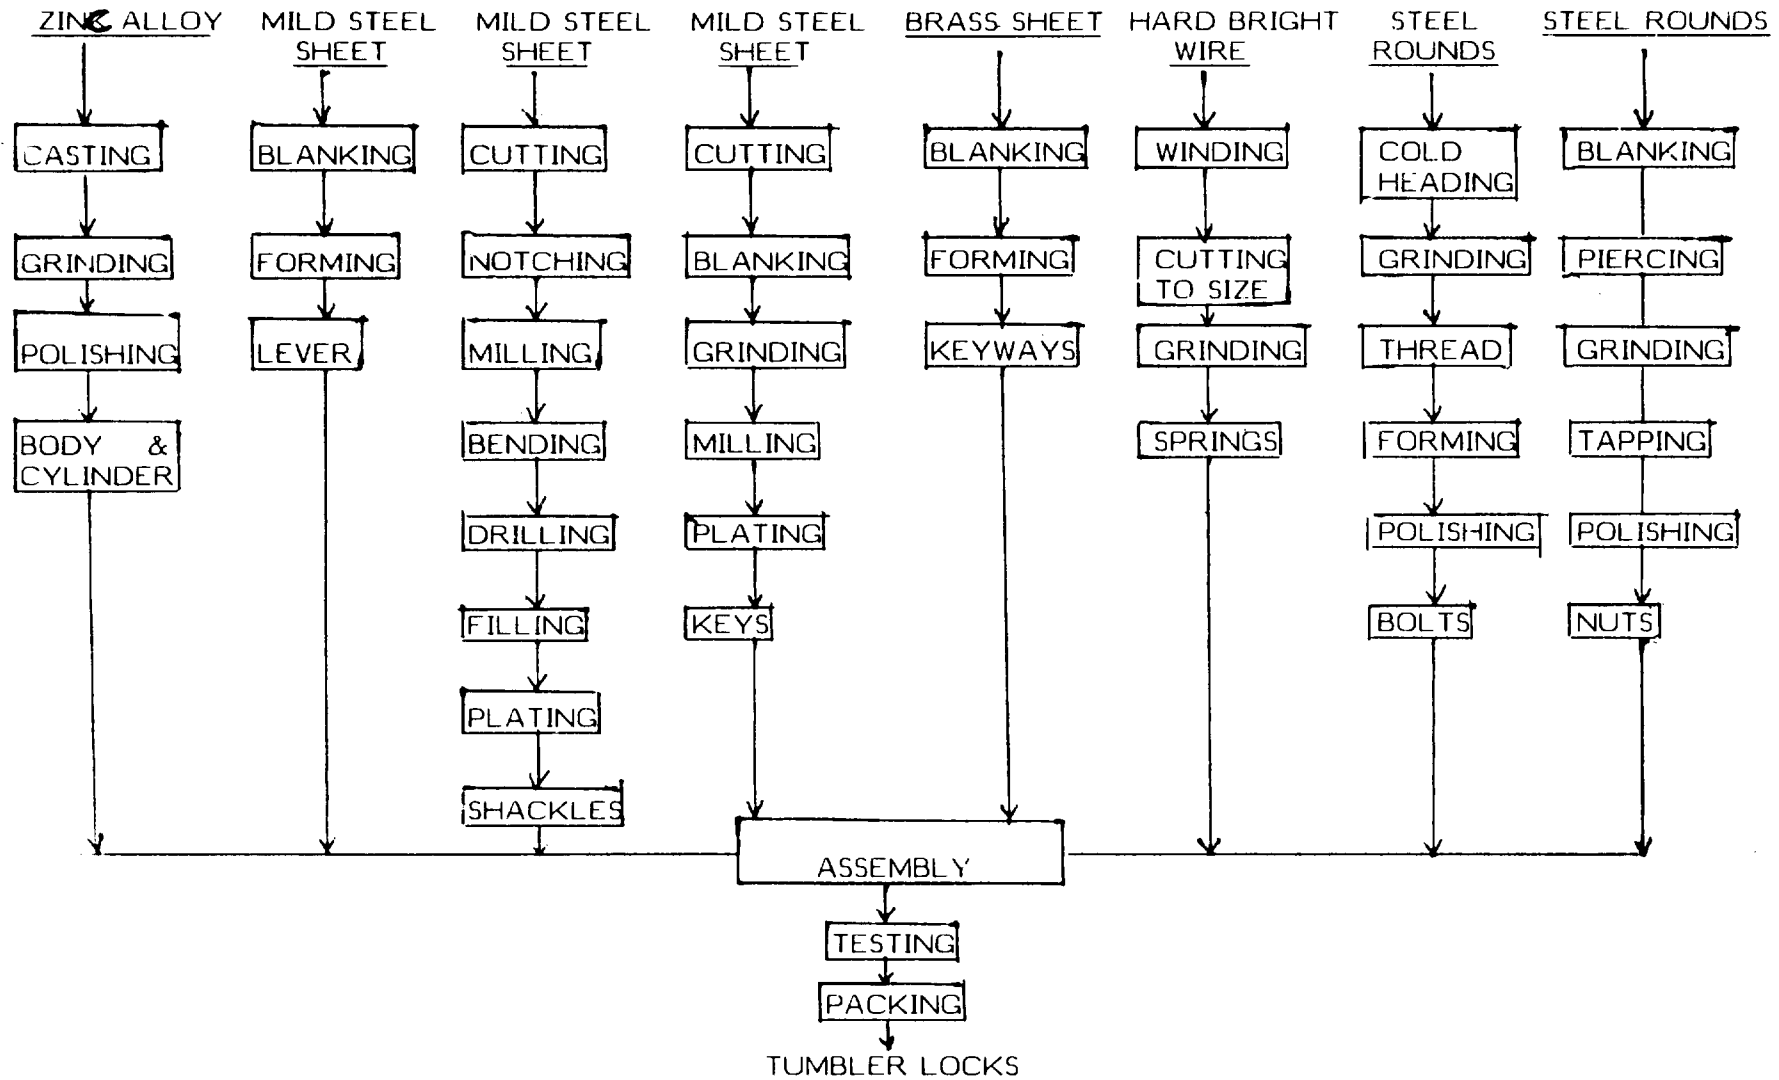 ZINC ALLOY
CASTING
GRINDING
POLISHING
BODY &
CYLINDER
MILD STEEL
SHEET
BLANKING
FORMING
LEVER
MILD STEEL
SHEET
CUTTING
NOTCHING
MILLING
BENDING
DRILLING
FILLING
PLATING
SHACKLES
MILD STEEL
SHEET
CUTTING
BLANKING
GRINDING
MILLING
PLATING
KEYS
BRASS SHEET
BLANKING
FORMING
KEYWAYS
HARD BRIGHT
WIRE
WINDING
CUTTING
TO SIZE
GRINDING
SPRINGS
STEEL
ROUNDS
COLD
HEADING
GRINDING
THREAD
FORMING
POLISHING
BOLTS
STEEL ROUNDS
BLANKING
PIERCING
GRINDING
TAPPING
POLISHING
NUTS
ASSEMBLY
TESTING
PACKING
TUMBLER LOCKS